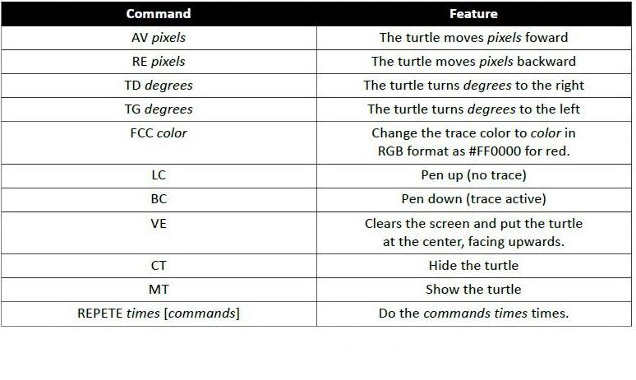 Command Feature
AV pixels The turtle moves pixels foward
RE pixels The turtle moves pixels backward
TD degrees The turtle turns degrees to the right
TG degrees The turtle turns degrees to the left
FCC color Change the trace color to color in
RGB format as #FF0000 for red.
LC Pen up (no trace)
BC Pen down (trace active)
VE Clears the screen and put the turtle
at the center, facing upwards.
CT Hide the turtle
MT Show the turtle
REPETE times [commands] Do the commands times times.